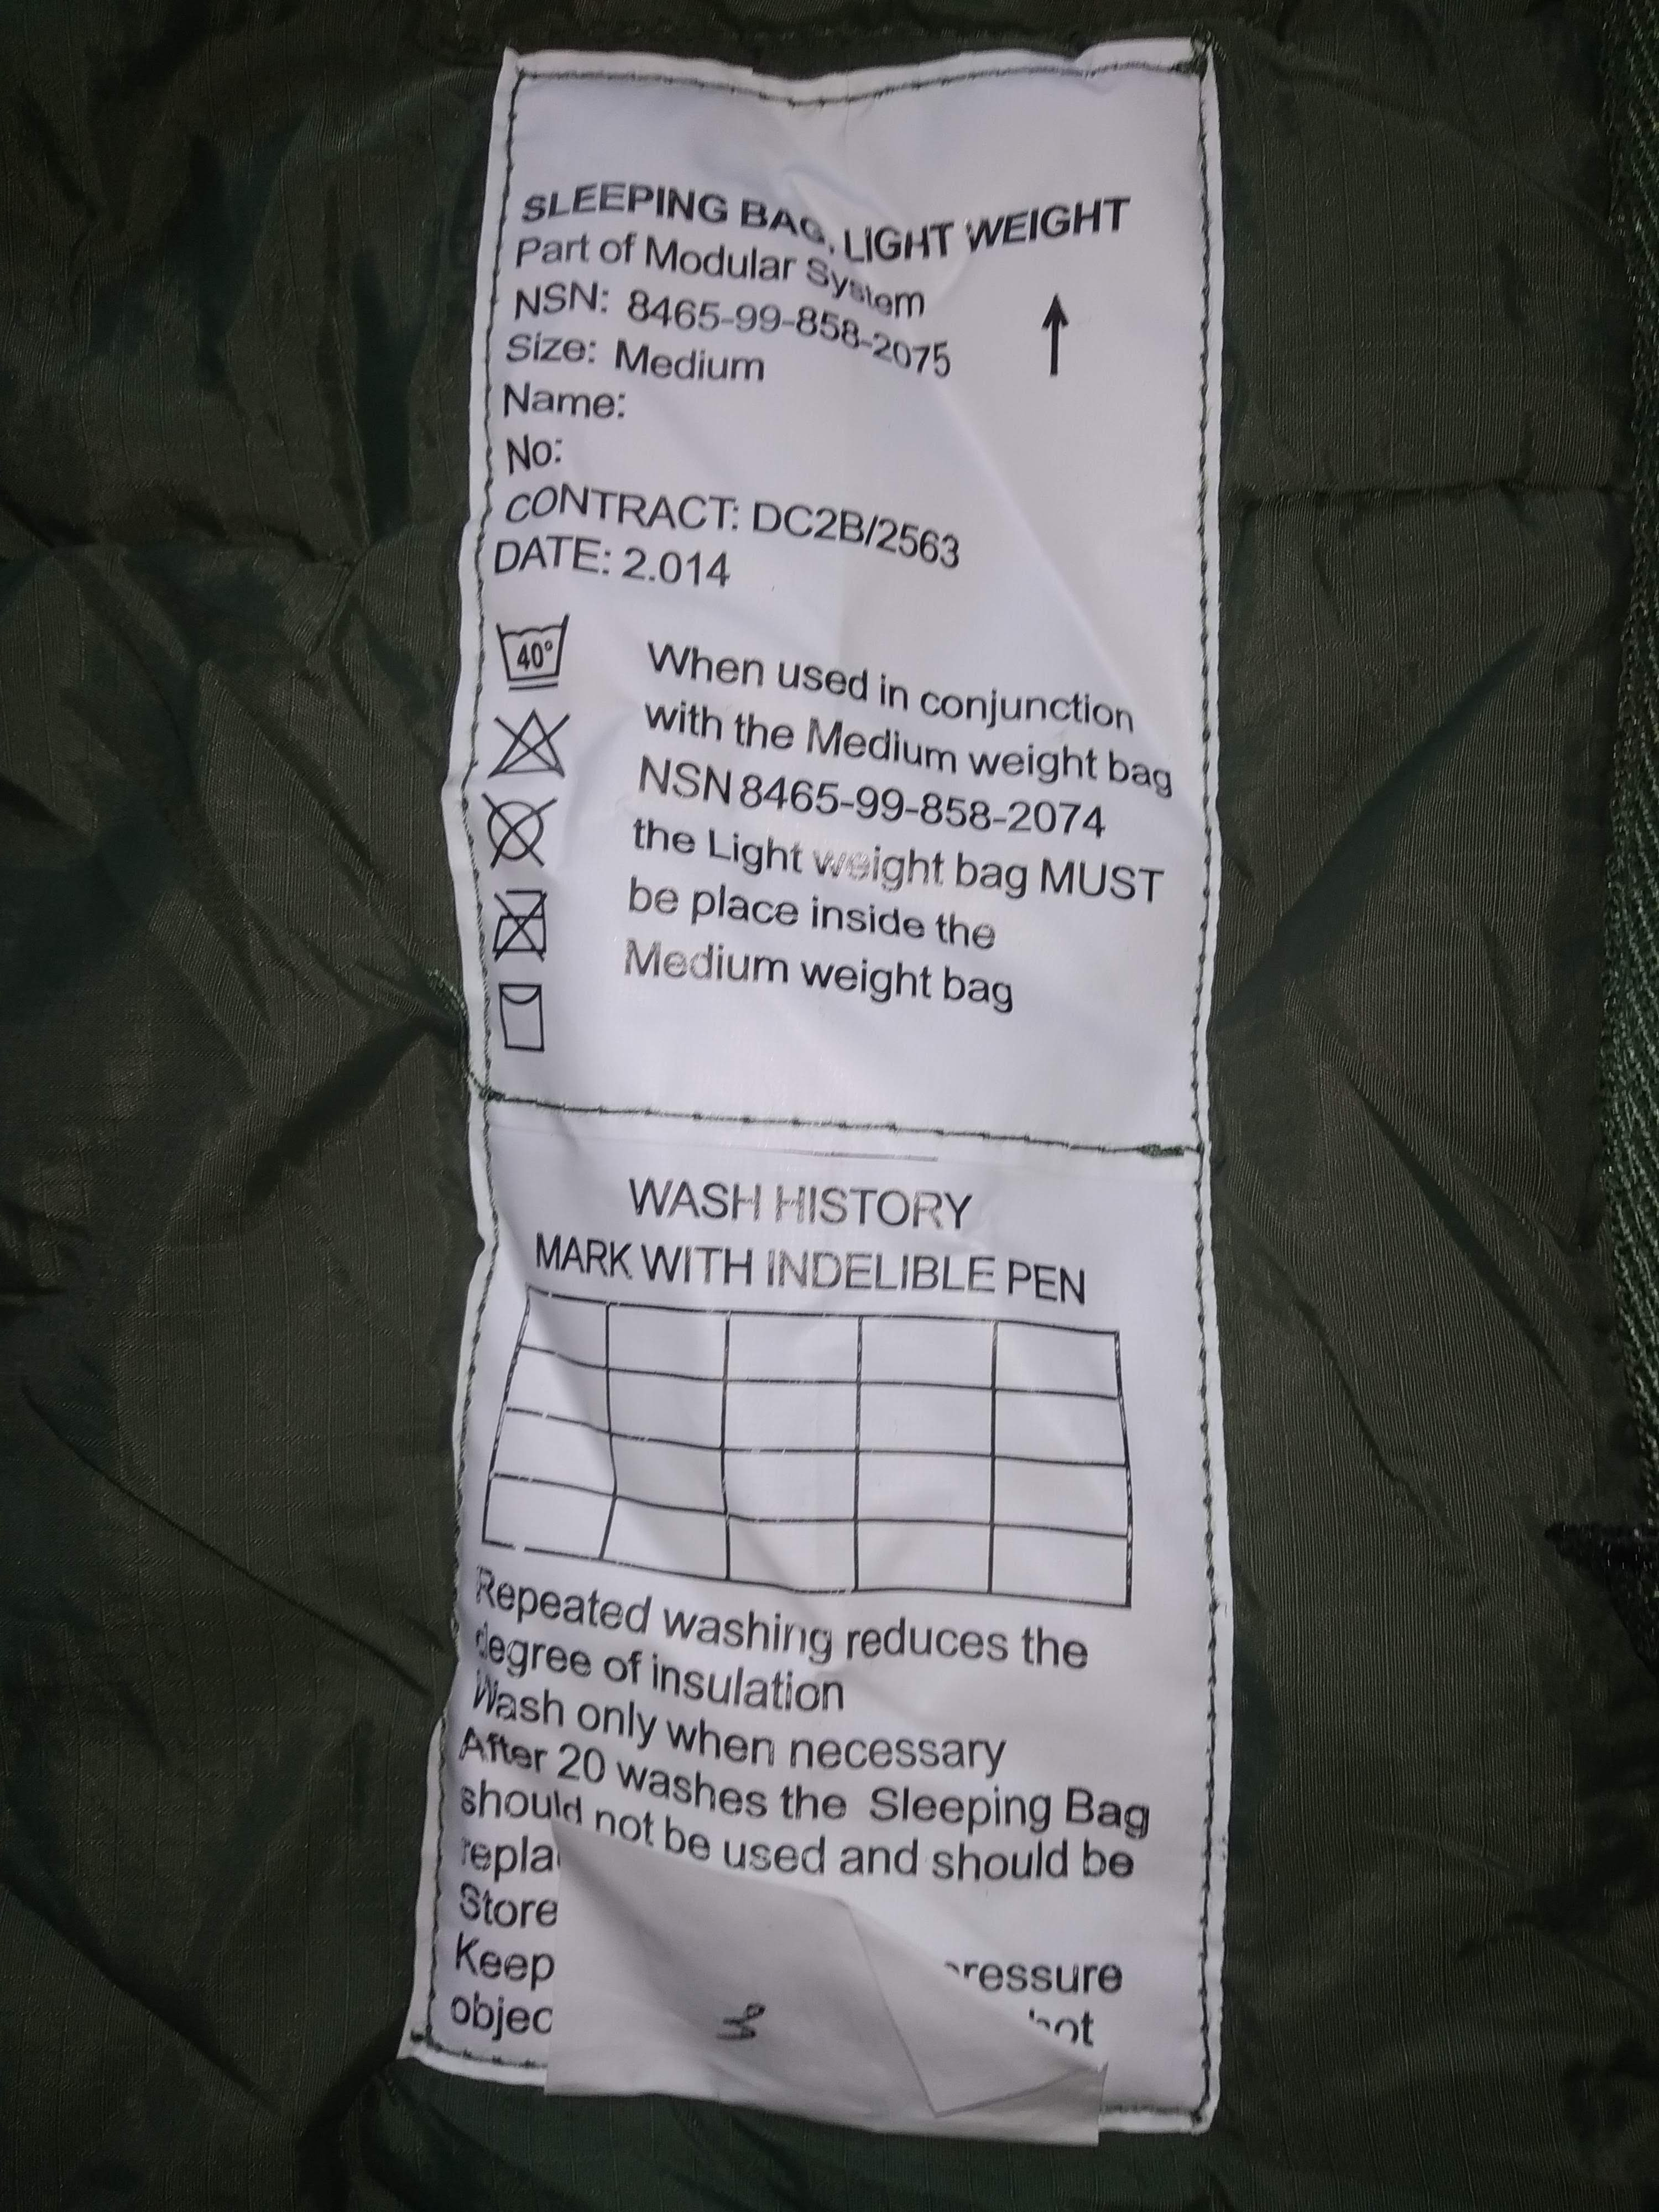 SLEEPING BAG, LIGHT WEIGHT
Part of Modular System
NSN: 8465-99-858-2075
Size: Medium
Name:
No:
CONTRACT: DC2B/2563
DATE: 2.014
40°
When used in conjunction
with the Medium weight bag
NSN 8465-99-858-2074
the Light weight bag MUST
be place inside the
Medium weight bag
WASH HISTORY
MARK WITH INDELIBLE PEN
Repeated washing reduces the
degree of insulation
Wash only when necessary
After 20 washes the Sleeping Bag
should not be used and should be
Store
Keep